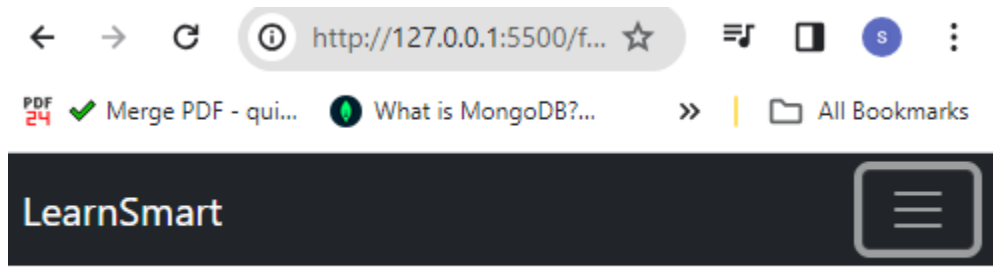 http://127.0.0.1:5500/f... S
PDF 24 Merge PDF - qui... What is MongoDB?... » All Bookmarks
LearnSmart